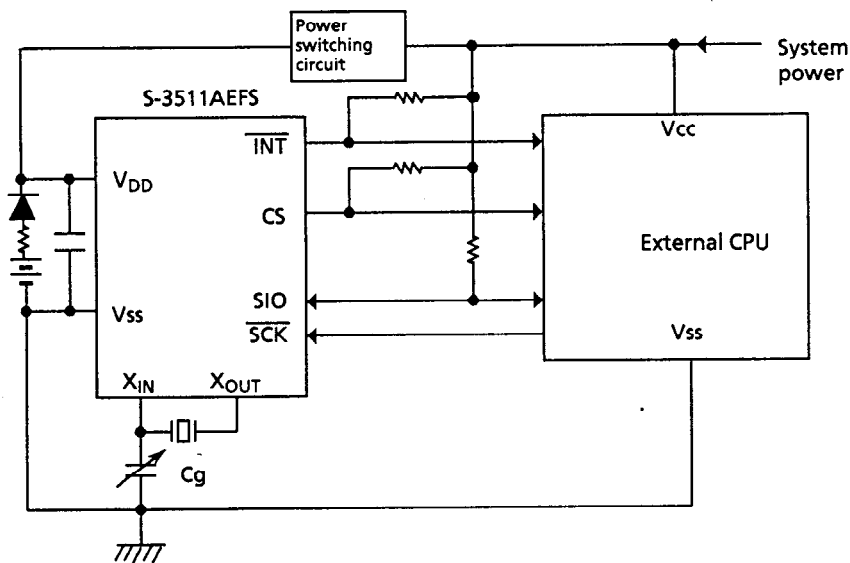 Power
switching
circuit
System
power
S-3511AEFS
INT
Vcc
VDD
CS
External CPU
SIO
Vss
SCK
Vss
XIN
XOUT
Cg